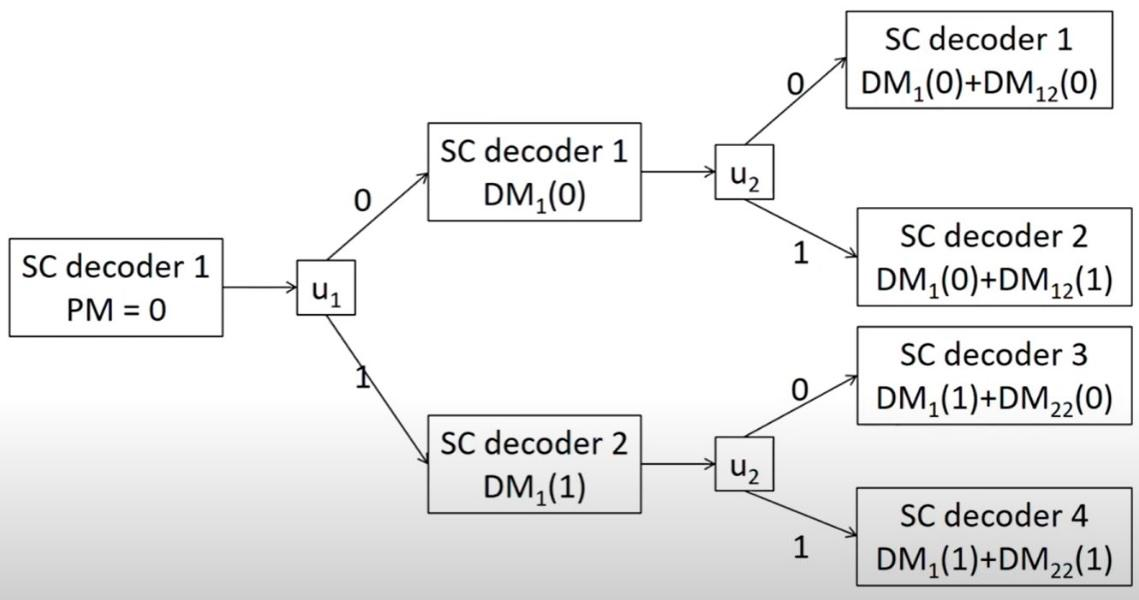 SC decoder 1
PM = 0
u₁
0
1
SC decoder 1
DM₁(0)
SC decoder 2
DM₁(1)
u₂
0
1
u₂
0
1
SC decoder 1
DM₁(0)+DM₁₂(0)
SC decoder 2
DM₁(0)+DM₁₂(1)
SC decoder 3
DM₁(1)+DM₂₂(0)
SC decoder 4
DM₁(1)+DM₂₂(1)